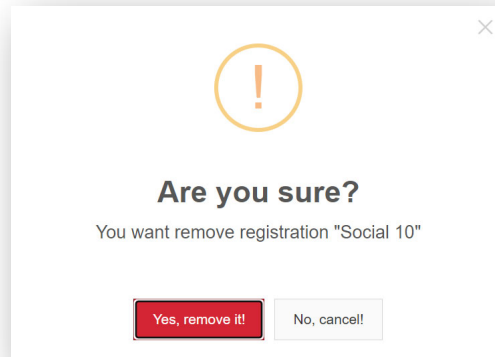 !
Are you sure?
You want remove registration "Social 10"
Yes, remove it!
No, cancel!